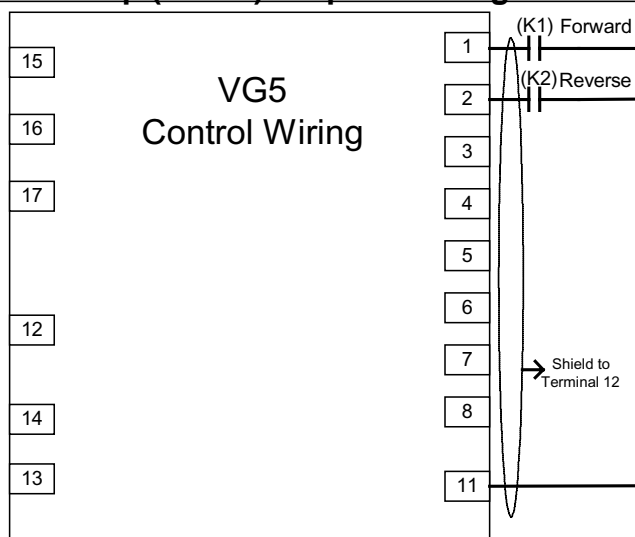 (K1) Forward
1
15
(K2) Reverse
VG5
2
Control Wiring
16
3
17
4
5
6
12
7
Shield to
Terminal 12
8
14
13
11